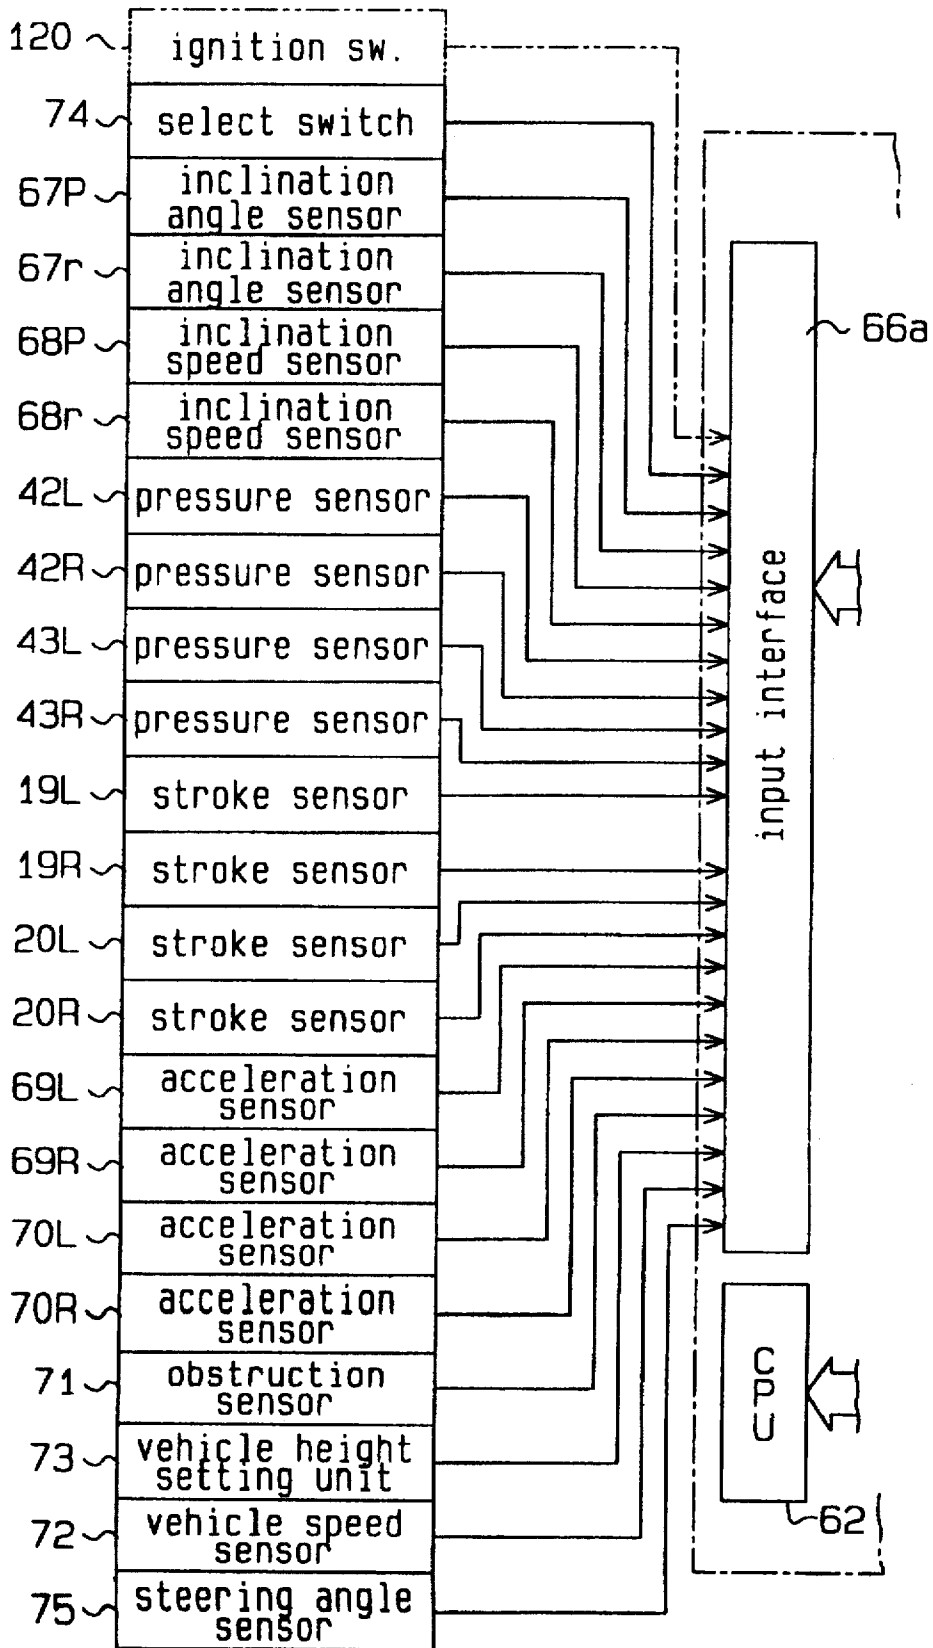 120
ignition sw.
74
select switch
67P
inclination
angle sensor
67r
inclination
angle sensor
68P
inclination
speed sensor
68r
inclination
speed sensor
42L
pressure sensor
42R
pressure sensor
43L
pressure sensor
43R
pressure sensor
19L
stroke sensor
19R
stroke sensor
20L
stroke sensor
20R
stroke sensor
69L
acceleration
sensor
69R
acceleration
sensor
70L
acceleration
sensor
70R
acceleration
sensor
71
obstruction
sensor
73
vehicle height
setting unit
72
vehicle speed
sensor
75
steering angle
sensor
66a
input interface
CPU
62